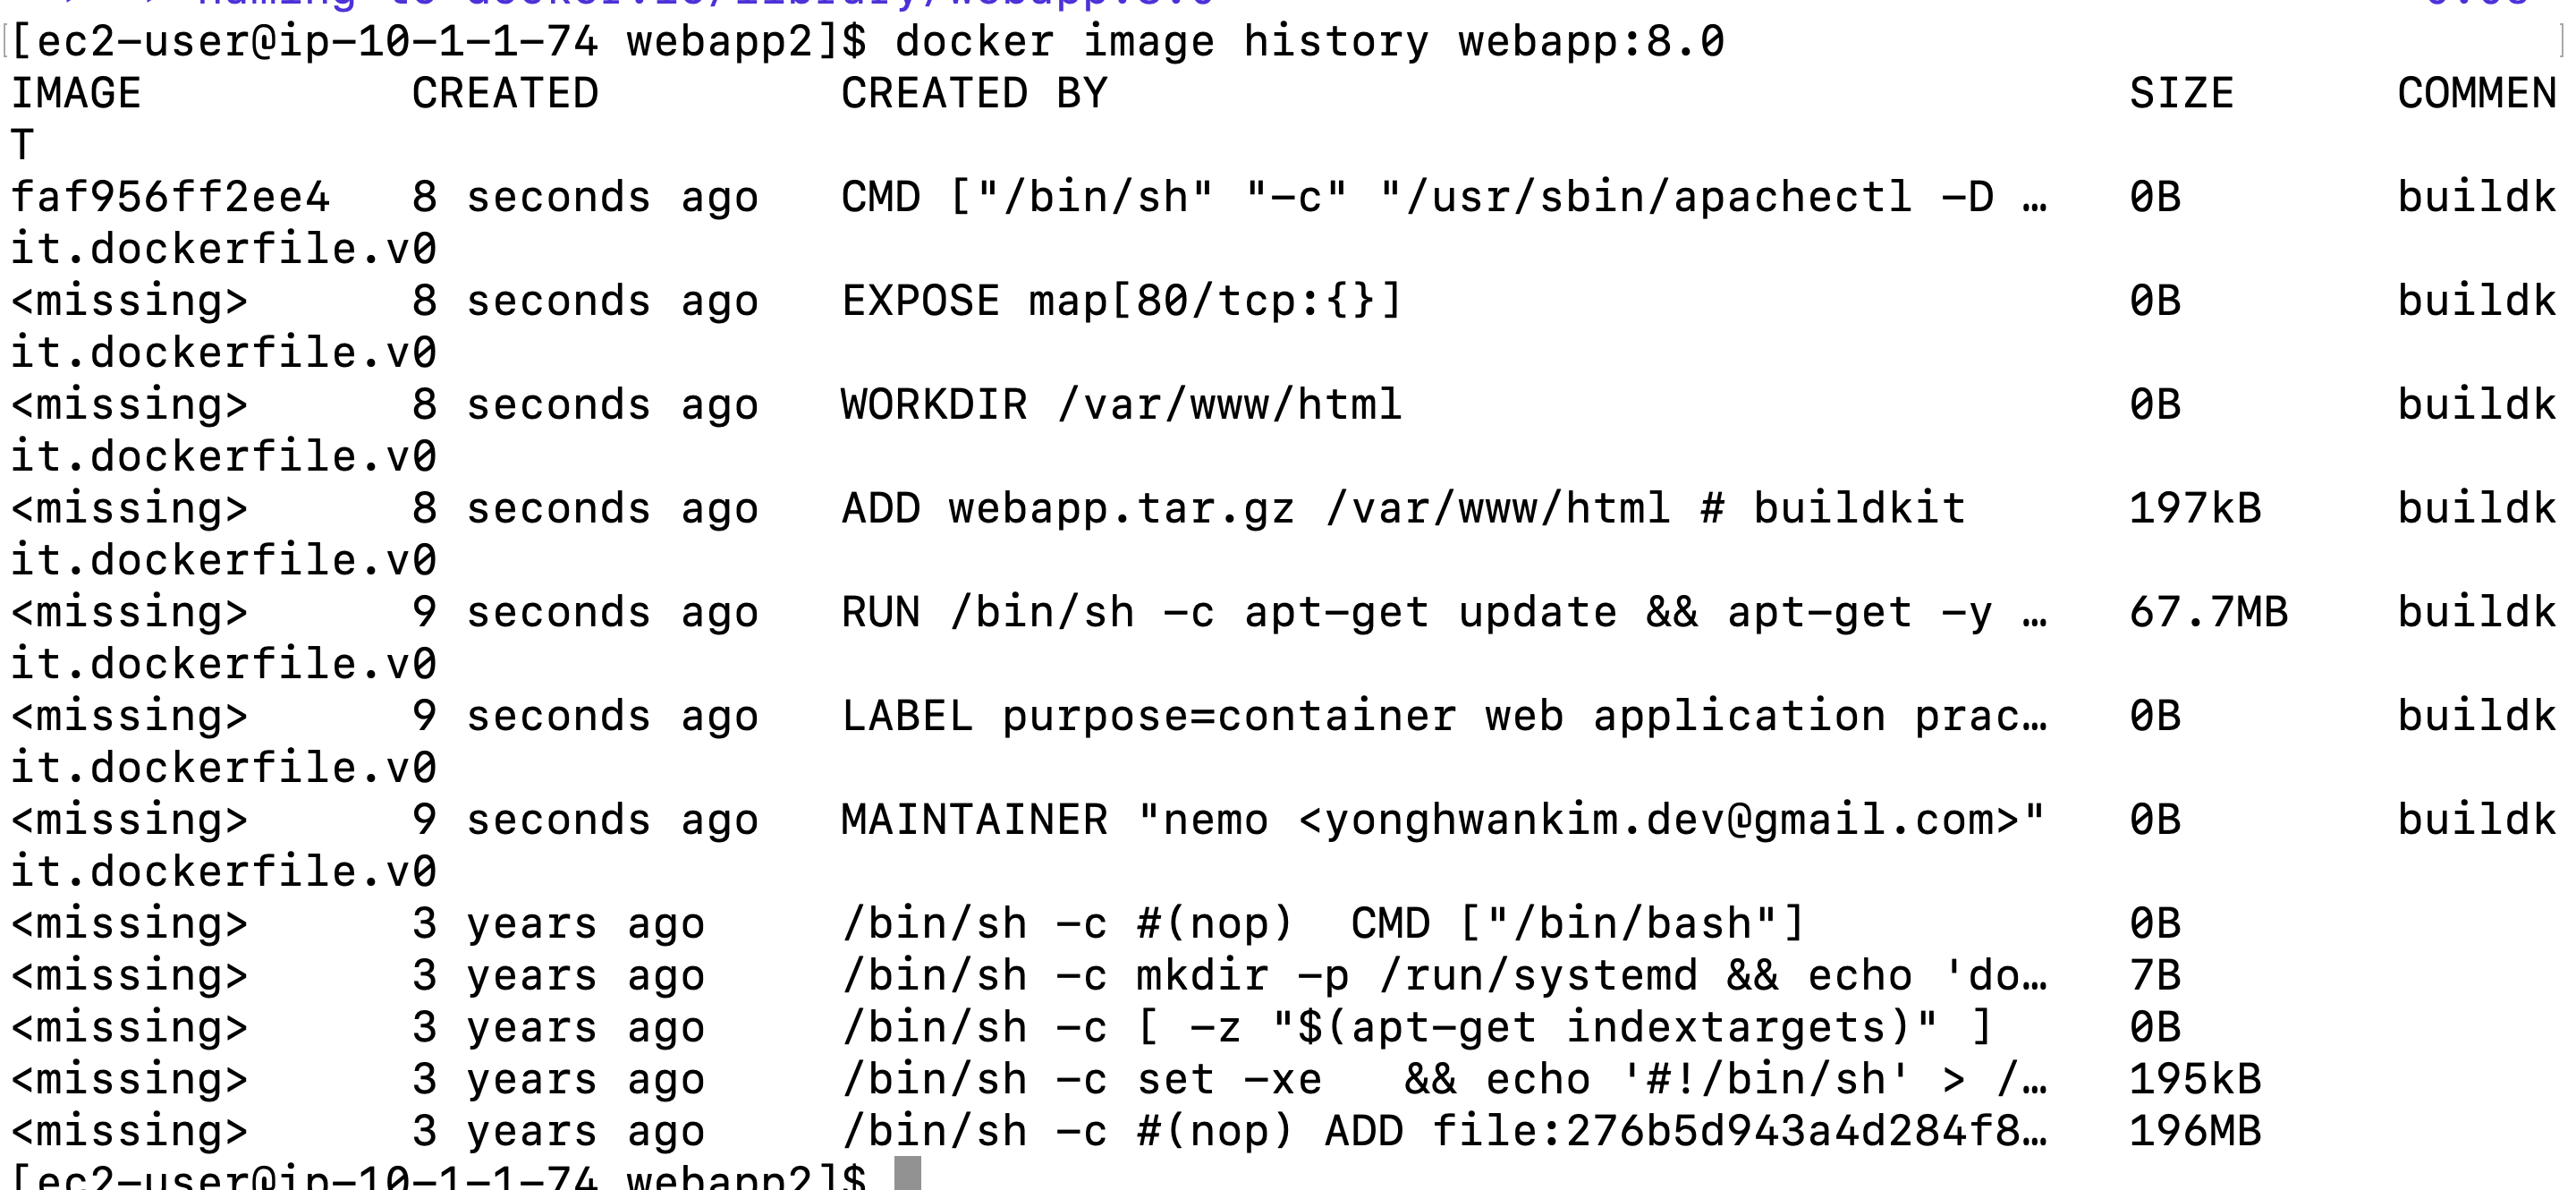 naming to docker.io/library/webapp:8.0
[ec2-user@ip-10-1-1-74 webapp2]$ docker image history webapp:8.0
IMAGE CREATED CREATED BY SIZE COMMEN
T
faf956ff2ee4 8 seconds ago CMD ["/bin/sh" "-c" "/usr/sbin/apachectl -D … 0B buildk
it.dockerfile.v0
<missing> 8 seconds ago EXPOSE map[80/tcp:{}] 0B buildk
it.dockerfile.v0
<missing> 8 seconds ago WORKDIR /var/www/html 0B buildk
it.dockerfile.v0
<missing> 8 seconds ago ADD webapp.tar.gz /var/www/html # buildkit 197kB buildk
it.dockerfile.v0
<missing> 9 seconds ago RUN /bin/sh -c apt-get update && apt-get -y … 67.7MB buildk
it.dockerfile.v0
<missing> 9 seconds ago LABEL purpose=container web application prac… 0B buildk
it.dockerfile.v0
<missing> 9 seconds ago MAINTAINER "nemo <yonghwankim.dev@gmail.com>" 0B buildk
it.dockerfile.v0
<missing> 3 years ago /bin/sh -c #(nop)  CMD ["/bin/bash"] 0B
<missing> 3 years ago /bin/sh -c mkdir -p /run/systemd && echo 'do… 7B
<missing> 3 years ago /bin/sh -c [ -z "$(apt-get indextargets)" ] 0B
<missing> 3 years ago /bin/sh -c set -xe   && echo '#!/bin/sh' > /… 195kB
<missing> 3 years ago /bin/sh -c #(nop) ADD file:276b5d943a4d284f8… 196MB
[ec2-user@ip-10-1-1-74 webapp2]$